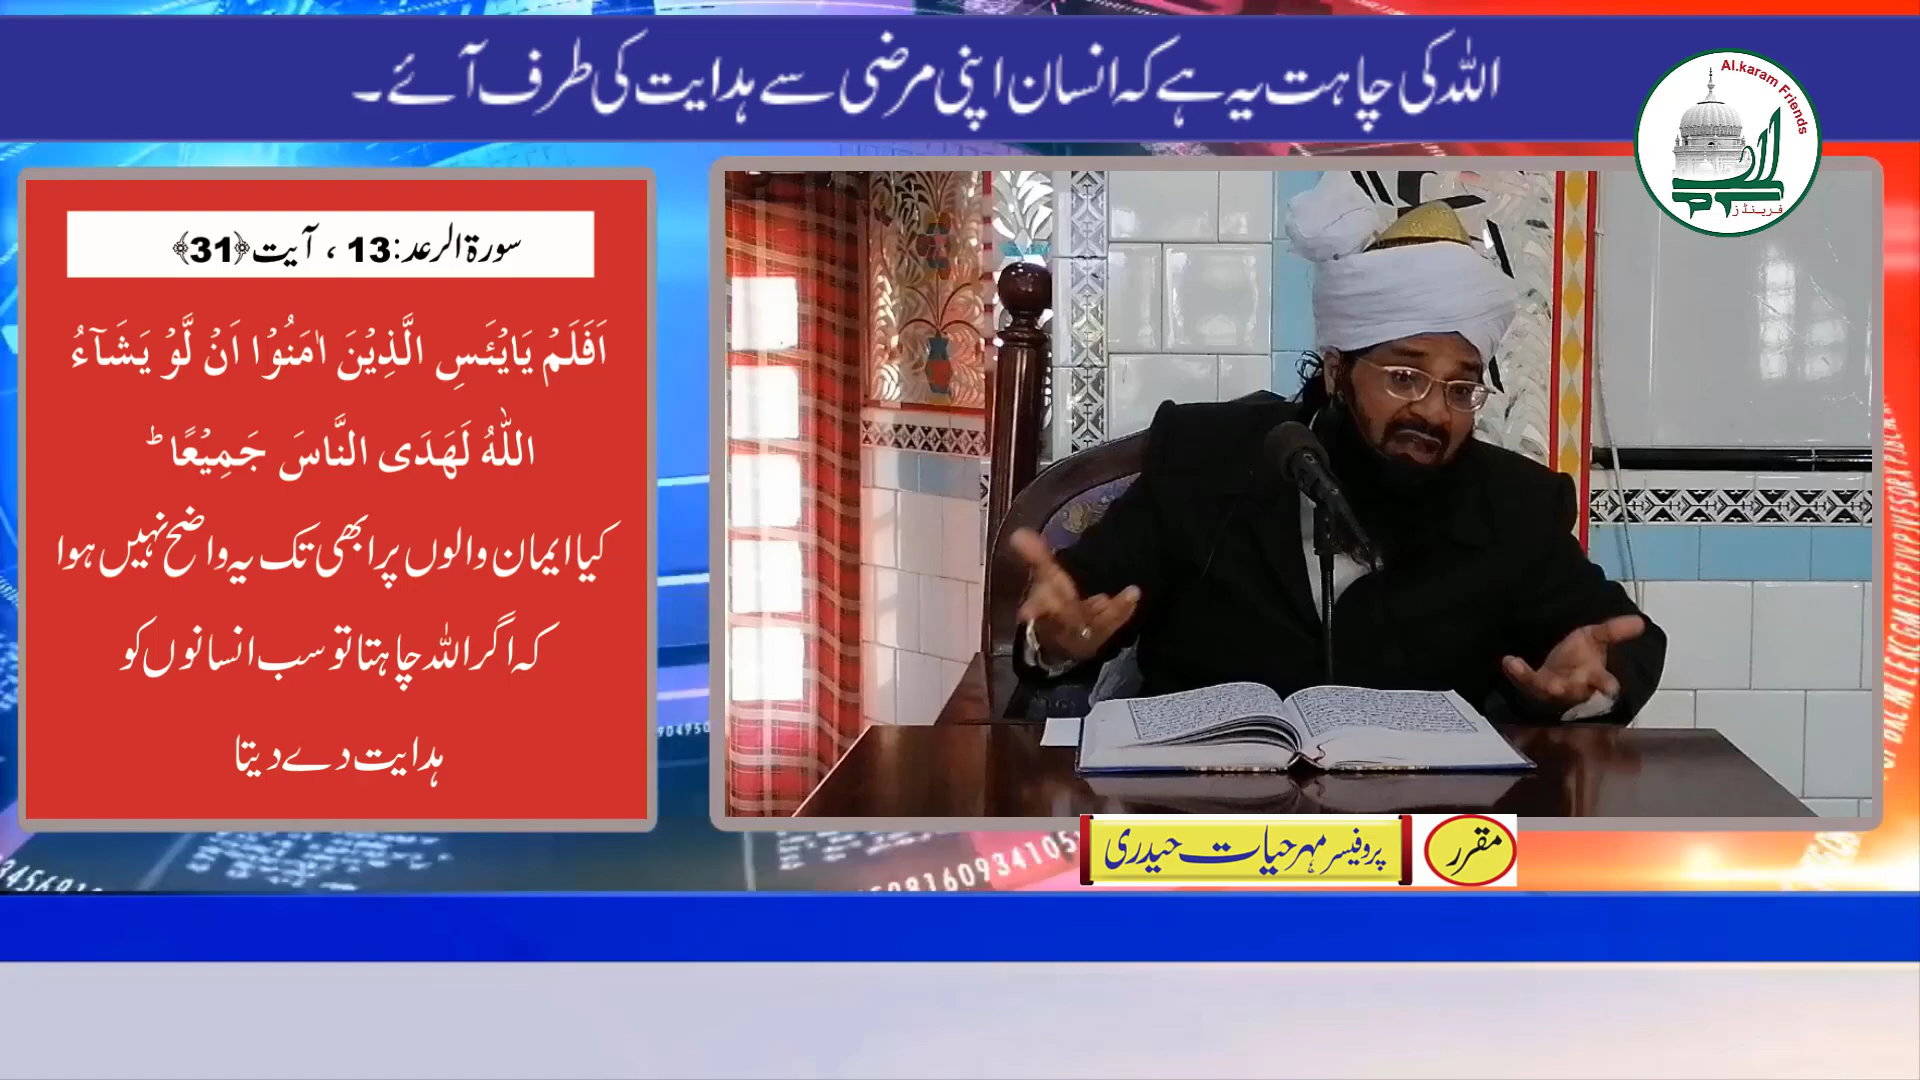 اللہ کی چاہت یہ ہے کہ انسان اپنی مرضی سے ہدایت کی طرف آئے۔
Al.karam Friends
الکرم
فرینڈز
سورۃ الرعد:13 ، آیت ﴿31﴾
اَفَلَمۡ یَایۡـَٔسِ الَّذِیۡنَ اٰمَنُوۡۤا اَنۡ لَّوۡ یَشَآءُ
اللّٰہُ لَہَدَی النَّاسَ جَمِیۡعًا ؕ
کیا ایمان والوں پر ابھی تک یہ واضح نہیں ہوا
کہ اگر اللہ چاہتا تو سب انسانوں کو
ہدایت دے دیتا
مقرر
پروفیسر مہر حیات حیدری